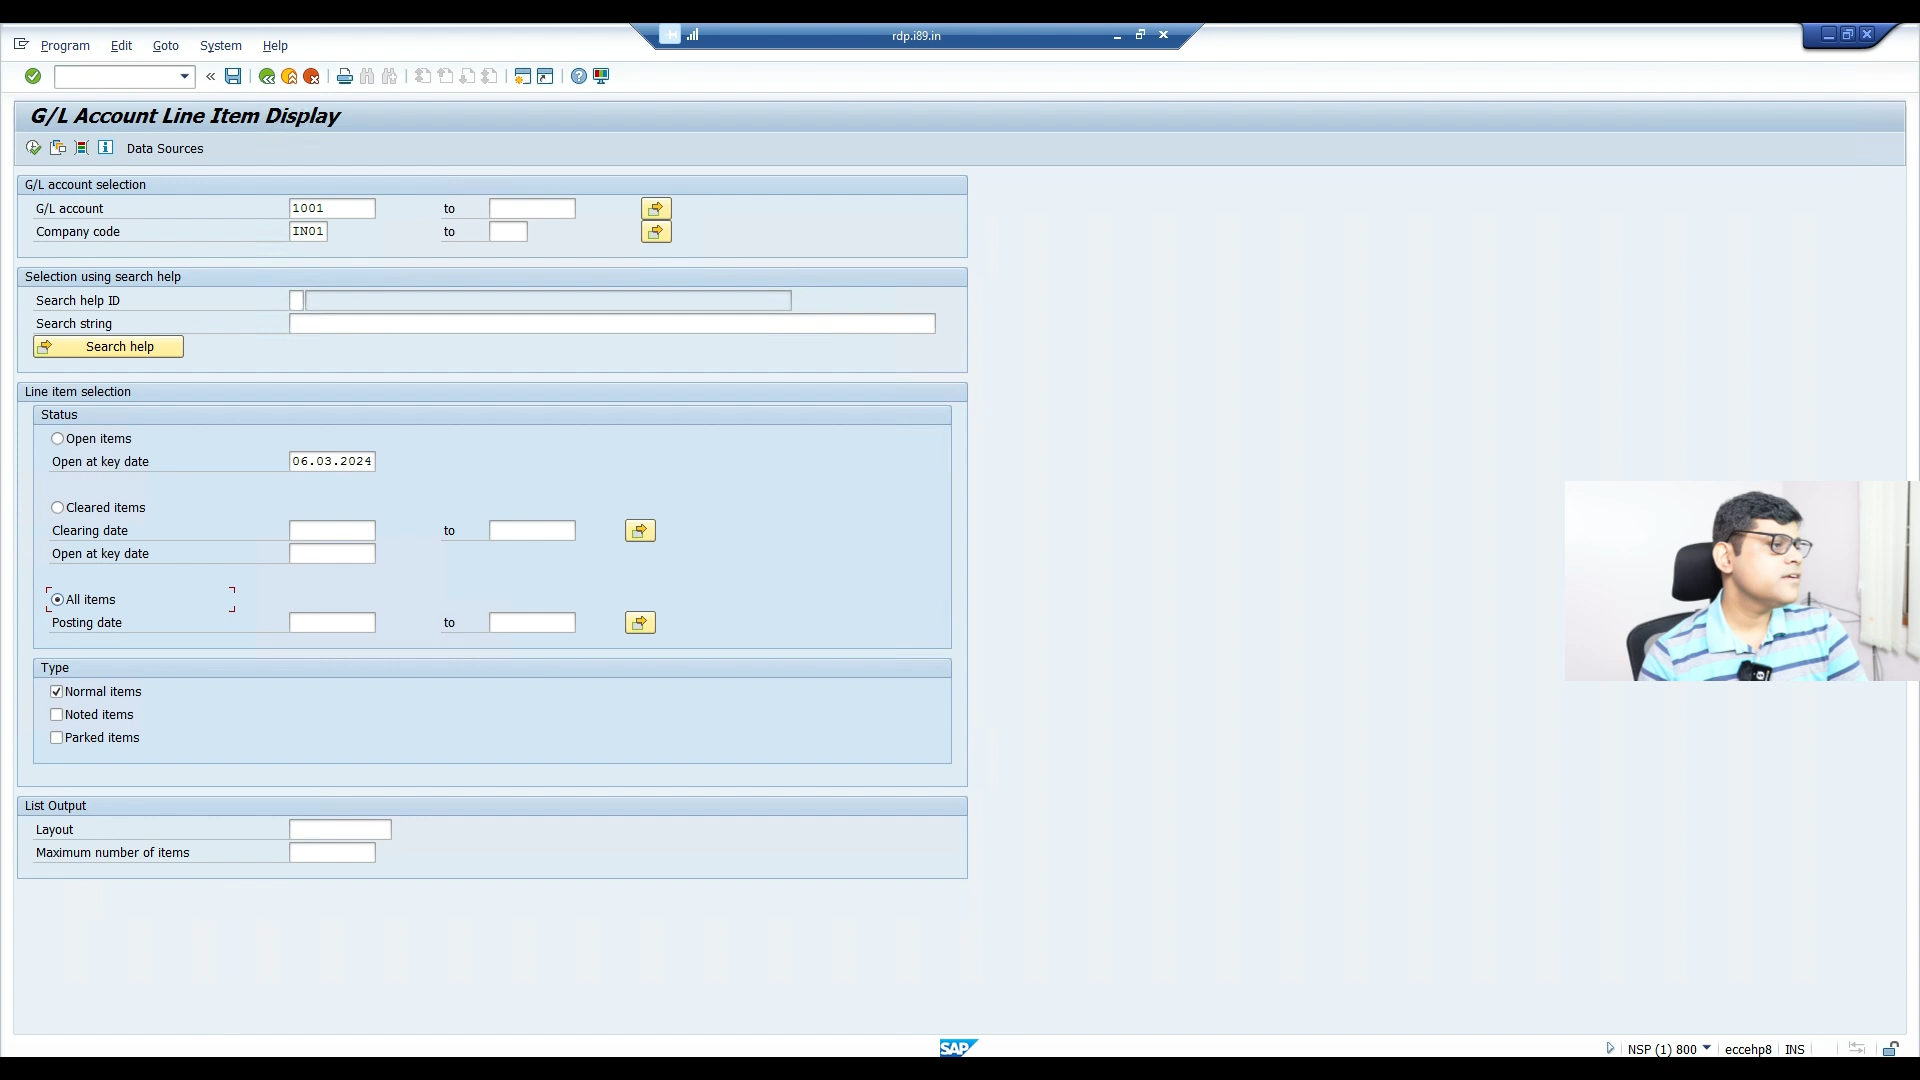 rdp.i89.in
Program Edit Goto System Help
G/L Account Line Item Display
Data Sources
G/L account selection
G/L account 1001 to
Company code IN01 to
Selection using search help
Search help ID
Search string
Search help
Line item selection
Status
Open items
Open at key date 06.03.2024
Cleared items
Clearing date to
Open at key date
All items
Posting date to
Type
Normal items
Noted items
Parked items
List Output
Layout
Maximum number of items
SAP NSP (1) 800 eccehp8 INS